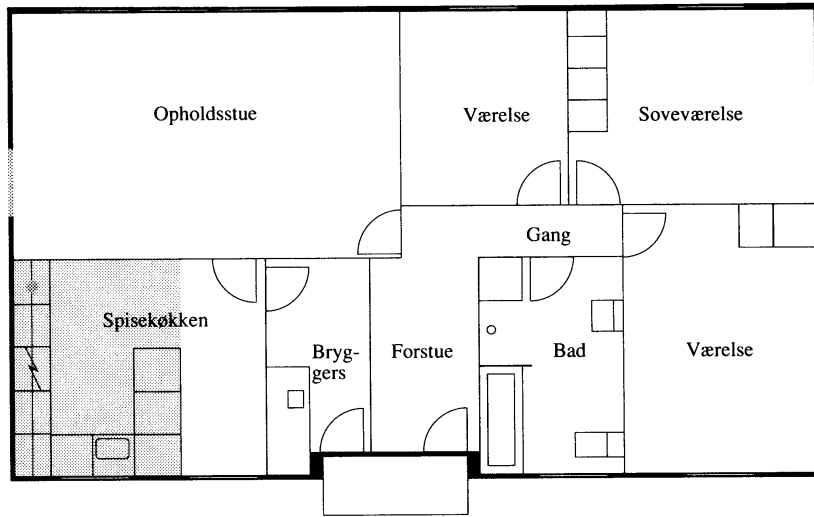 Opholdsstue
Værelse
Soveværelse
Gang
Spisekøkken
Bryg-
gers
Forstue
Bad
Værelse